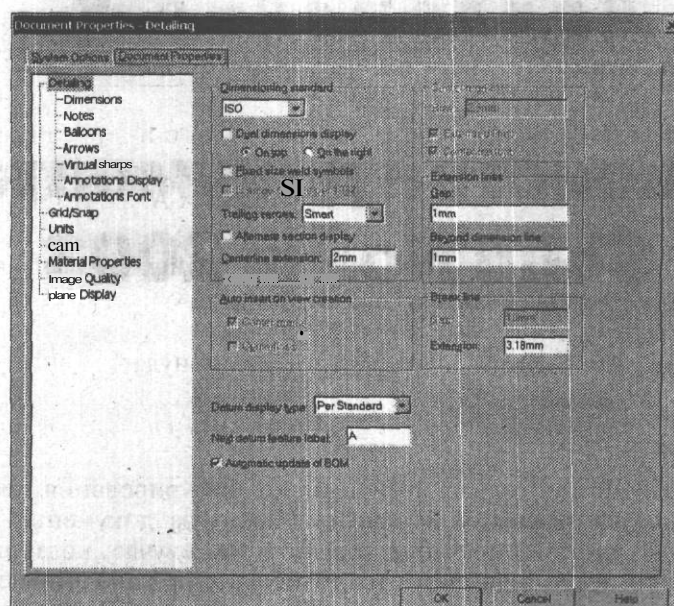 Document Properties - Detailing
System Options
Document Properties
Detailing
Dimensions
Notes
Balloons
Arrows
Virtual sharps
Annotations Display
Annotations Font
Grid/Snap
Units
cam
Material Properties
Image Quality
plane Display
Dimensioning standard
ISO
Dual dimensions display
On top
On the right
Fixed size weld symbols
SI
Trailing zeroes: Smart
Alternate section display
Centerline extension: 2mm
Auto insert on view creation
Datum display type: Per Standard
Next datum feature label: A
Automatic update of BOM
Extension lines
Gap:
1mm
Beyond dimension line:
1mm
Break line
Extension: 3.18mm
OK
Cancel
Help